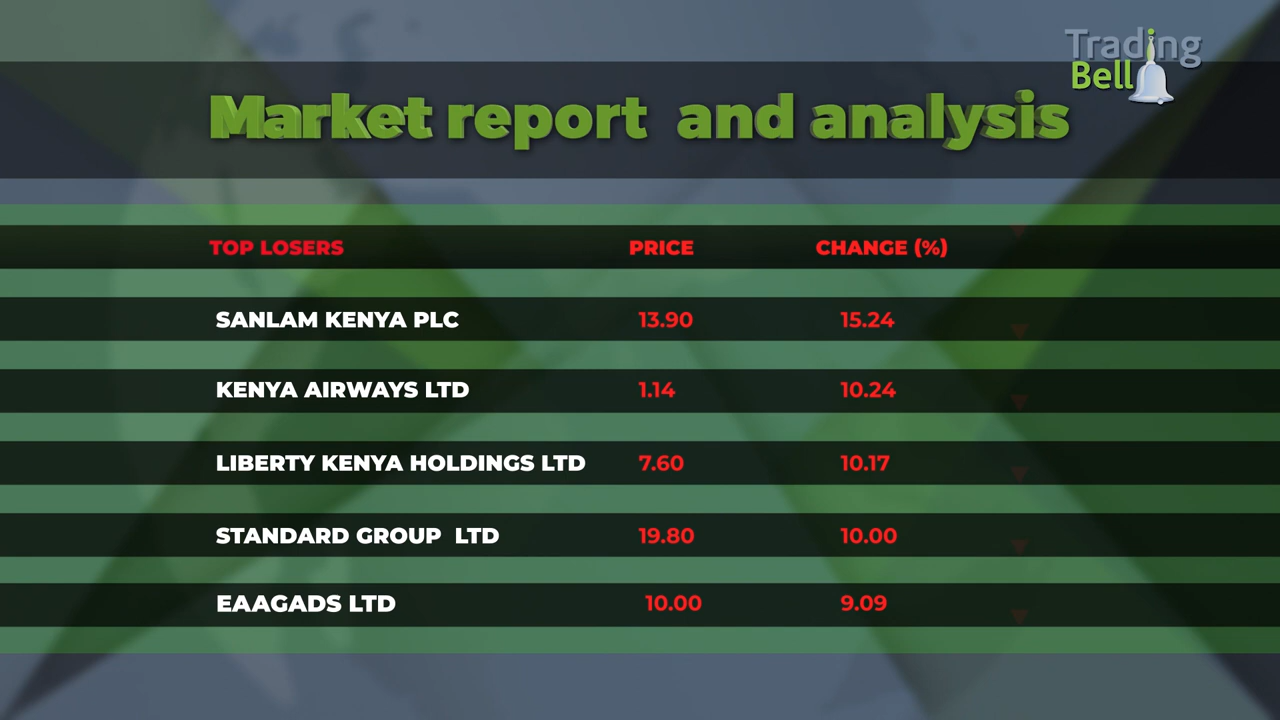 Trading
Bell
Market report and analysis
TOP LOSERS PRICE CHANGE (%)
SANLAM KENYA PLC 13.90 15.24
KENYA AIRWAYS LTD 1.14 10.24
LIBERTY KENYA HOLDINGS LTD 7.60 10.17
STANDARD GROUP LTD 19.80 10.00
EAAGADS LTD 10.00 9.09